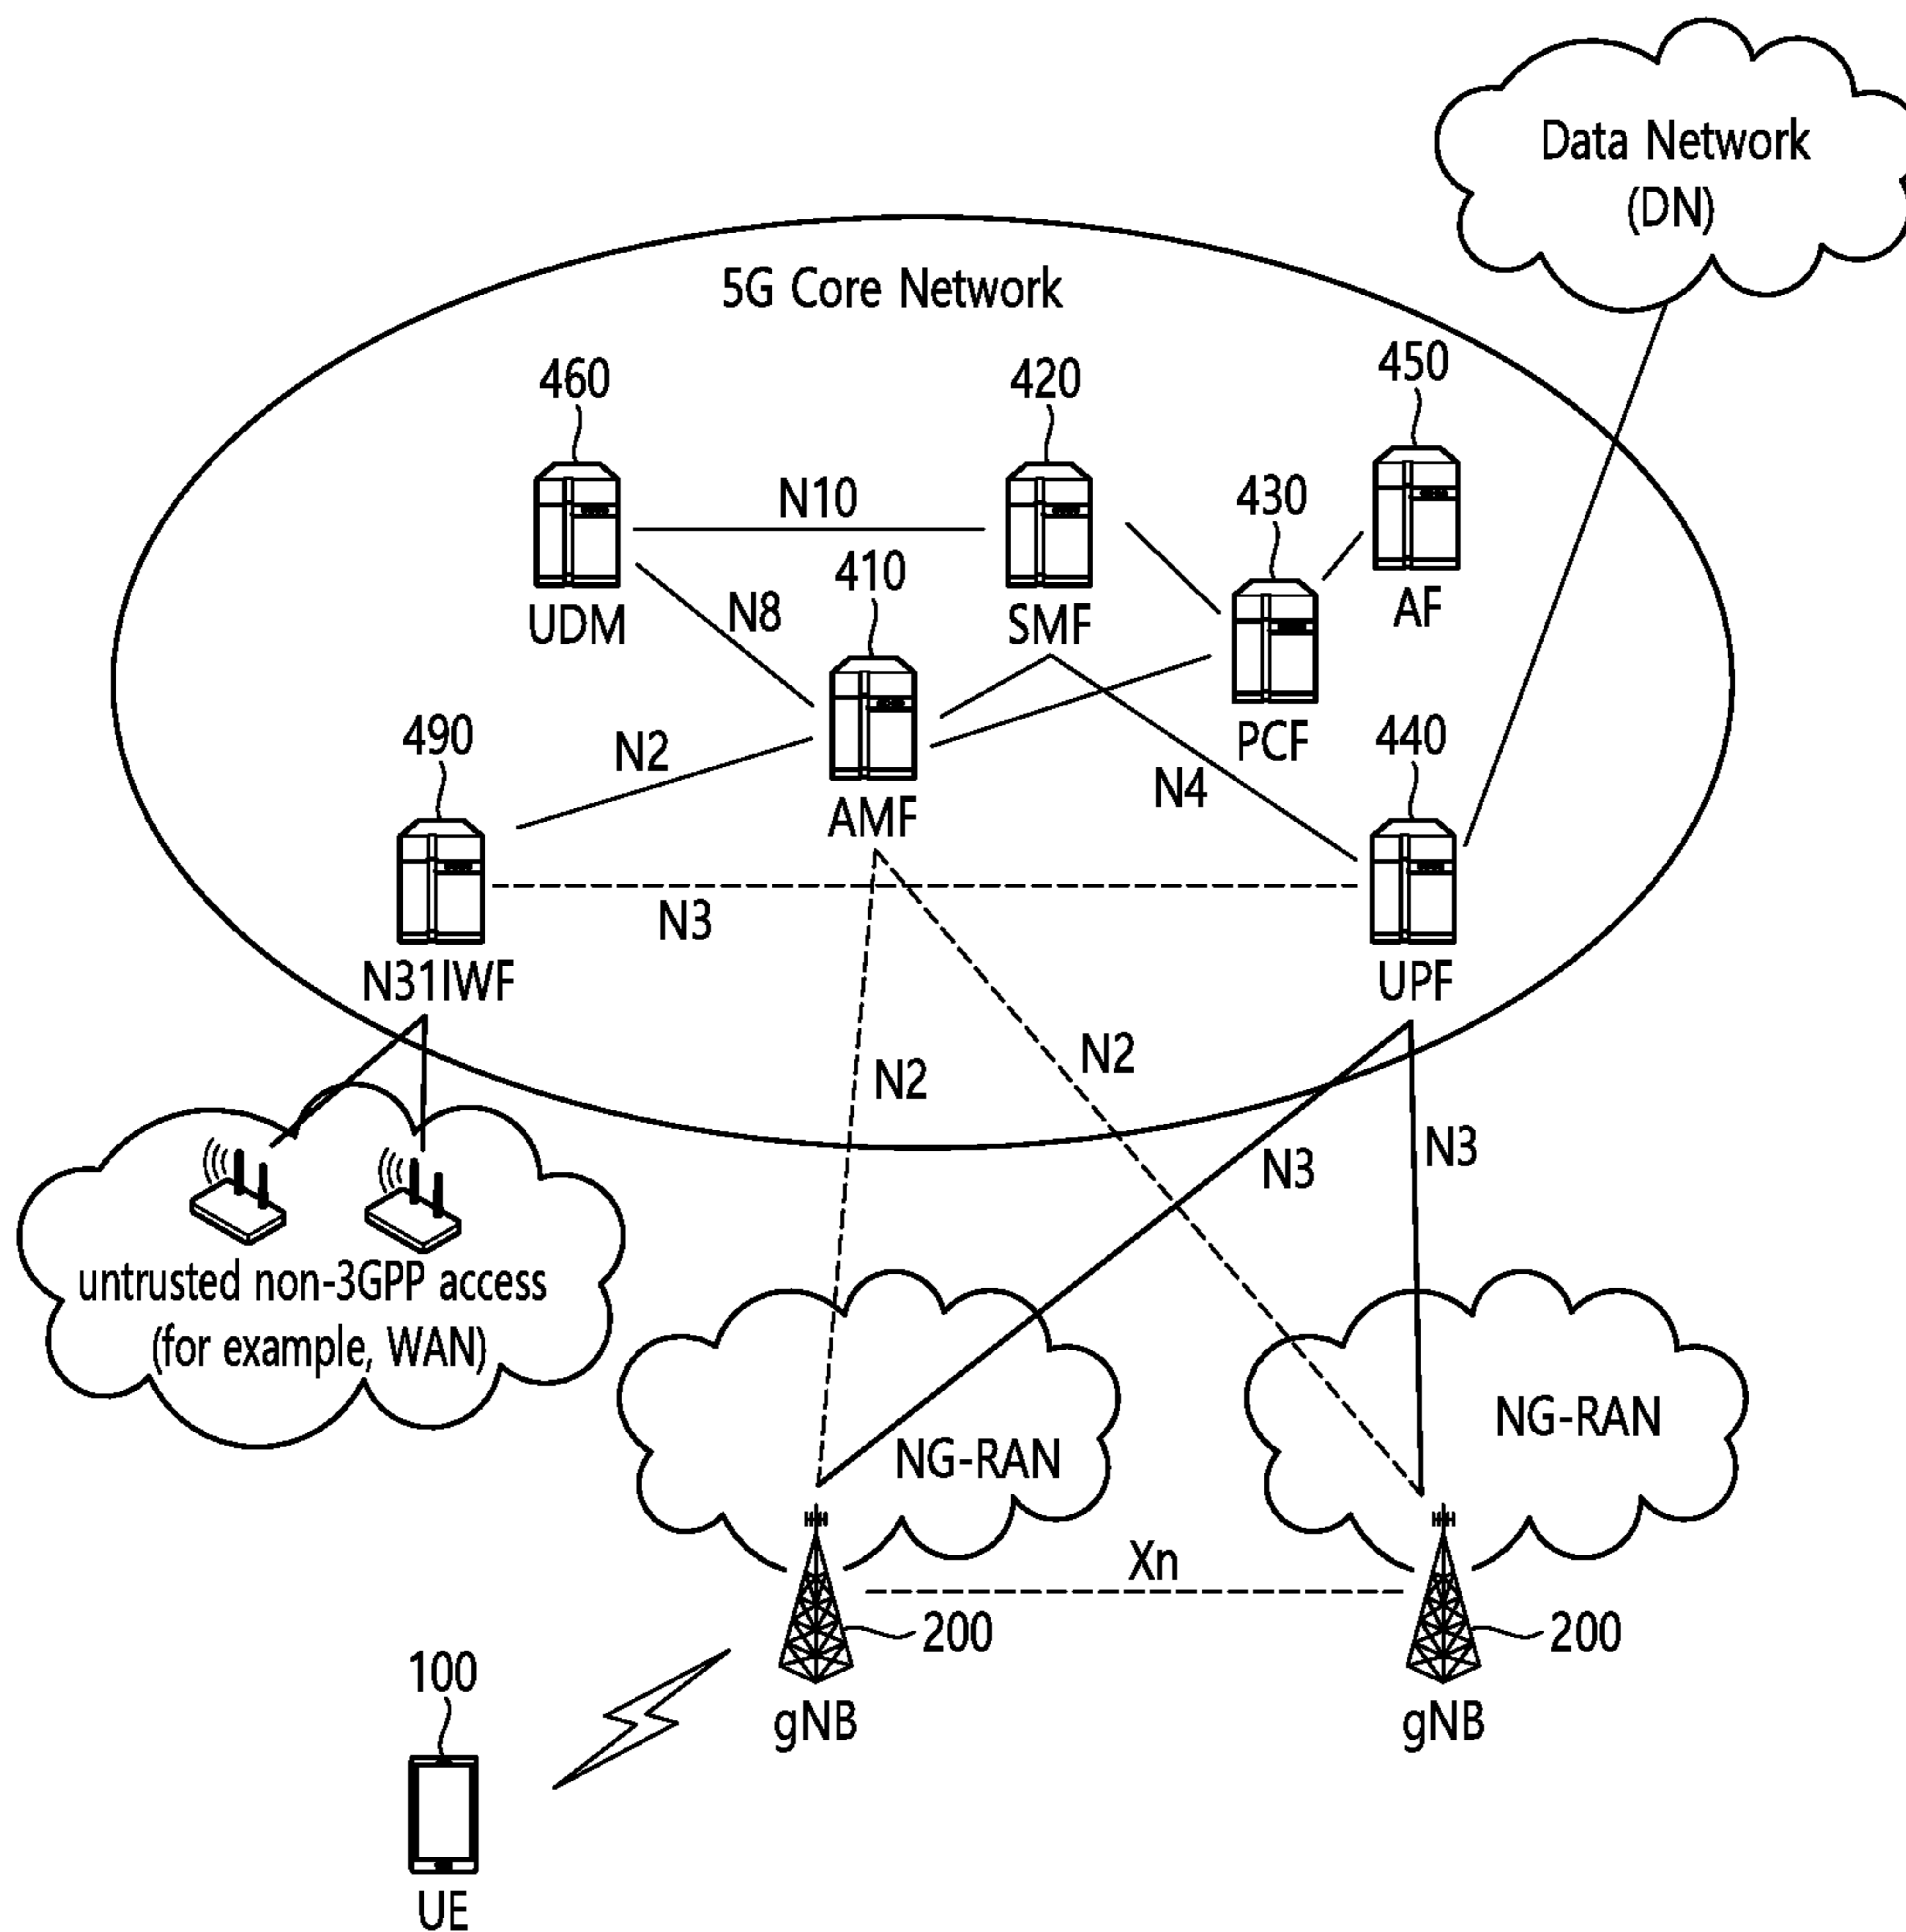 Data Network
(DN)
5G Core Network
460
420
450
N10
430
410
UDM
N8
SMF
AF
490
N2
PCF
440
N4
AMF
N3
N31IWF
UPF
N2
N2
N3
N3
untrusted non-3GPP access
(for example, WAN)
NG-RAN
NG-RAN
Xn
200
200
100
gNB
gNB
UE